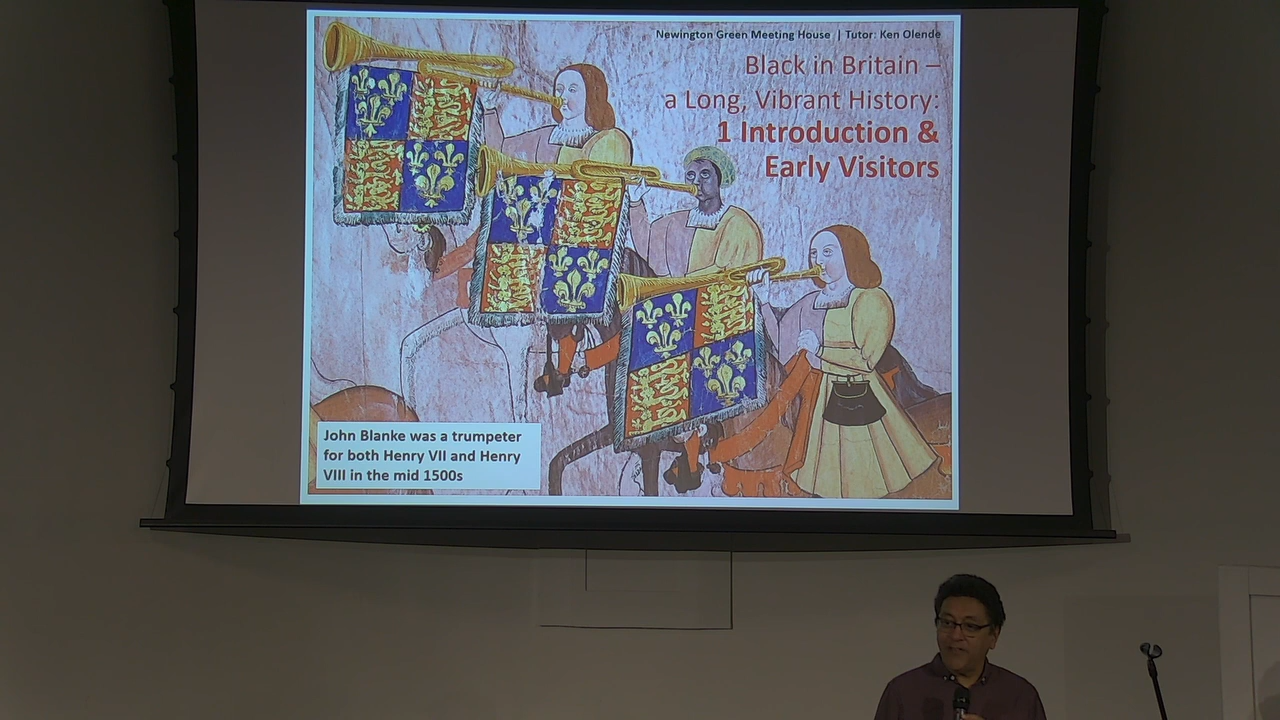 Newington Green Meeting House | Tutor: Ken Olende
Black in Britain –
a Long, Vibrant History:
1 Introduction &
Early Visitors
John Blanke was a trumpeter
for both Henry VII and Henry
VIII in the mid 1500s